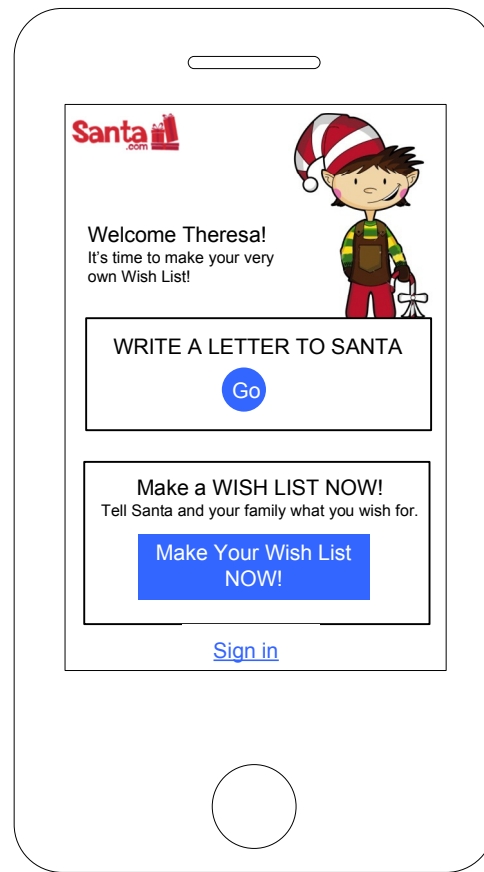 Santa
.com
Welcome Theresa!
It's time to make your very
own Wish List!
WRITE A LETTER TO SANTA
Go
Make a WISH LIST NOW!
Tell Santa and your family what you wish for.
Make Your Wish List
NOW!
Sign in